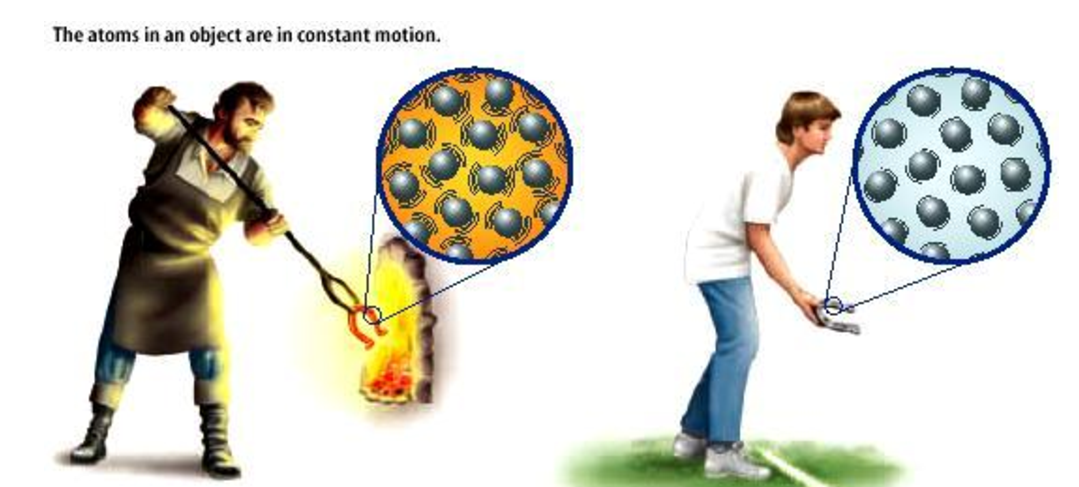 The atoms in an object are in constant motion.